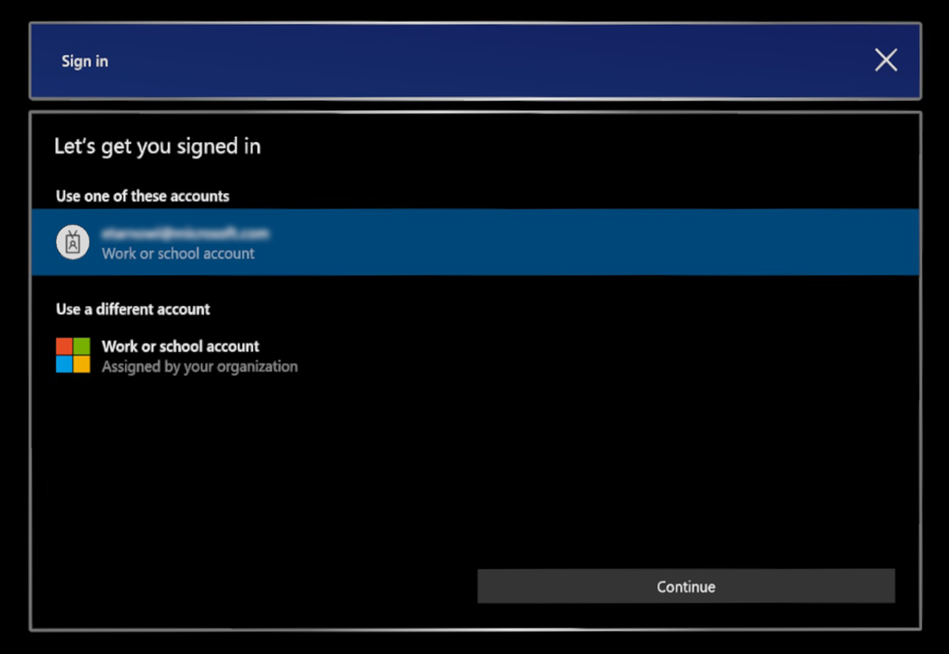 Sign in
Let's get you signed in
Use one of these accounts
Work or school account
Use a different account
Work or school account
Assigned by your organization
Continue